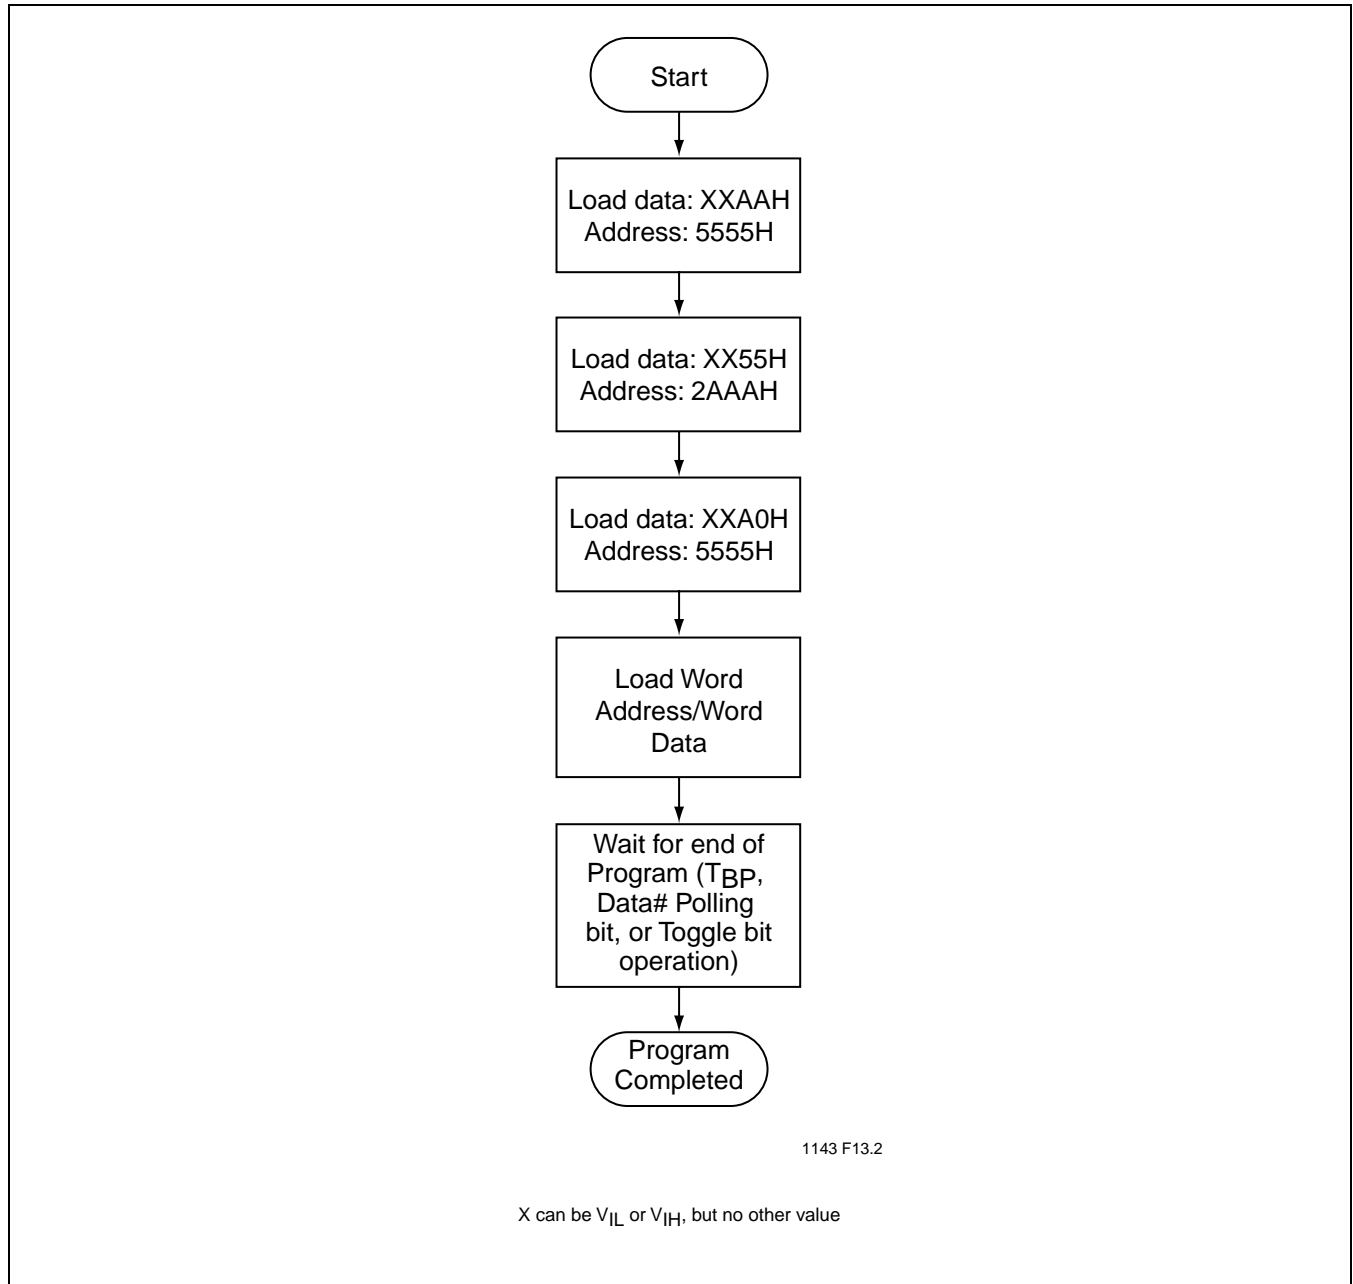 Start
Load data: XXAAH
Address: 5555H
Load data: XX55H
Address: 2AAAH
Load data: XXA0H
Address: 5555H
Load Word
Address/Word
Data
Wait for end of
Program (TBP,
Data# Polling
bit, or Toggle bit
operation)
Program
Completed
1143 F13.2
X can be VIL or VIH, but no other value